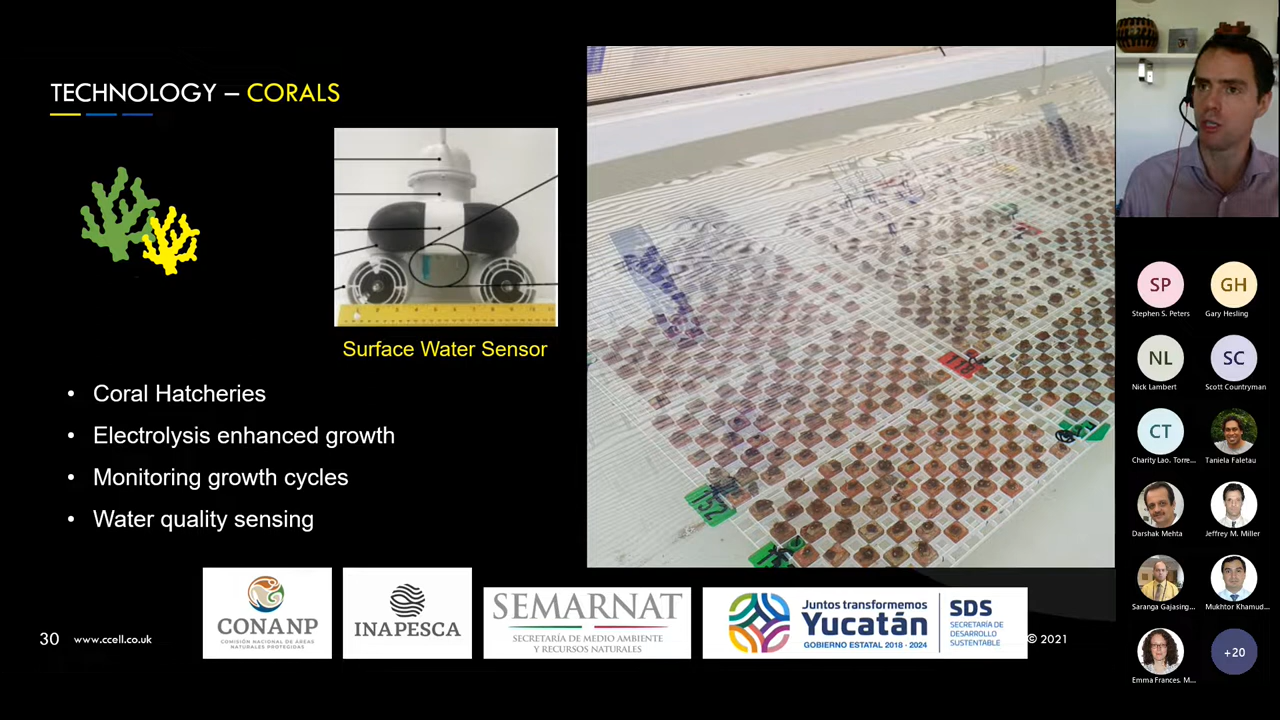 TECHNOLOGY – CORALS
Surface Water Sensor
• Coral Hatcheries
• Electrolysis enhanced growth
• Monitoring growth cycles
• Water quality sensing
152
CONANP
COMISIÓN NACIONAL DE ÁREAS
NATURALES PROTEGIDAS
INAPESCA
SEMARNAT
SECRETARÍA DE MEDIO AMBIENTE
Y RECURSOS NATURALES
Juntos transformemos
Yucatán
GOBIERNO ESTATAL 2018 - 2024
SDS
SECRETARÍA DE
DESARROLLO
SUSTENTABLE
30 www.ccell.co.uk
© 2021
SP
Stephen S. Peters
GH
Gary Hesling
NL
Nick Lambert
SC
Scott Countryman
CT
Charity Lao. Torre...
Taniela Faletau
Darshak Mehta
Jeffrey M. Miller
Saranga Gajasing...
Mukhtor Khamud...
Emma Frances. M...
+20